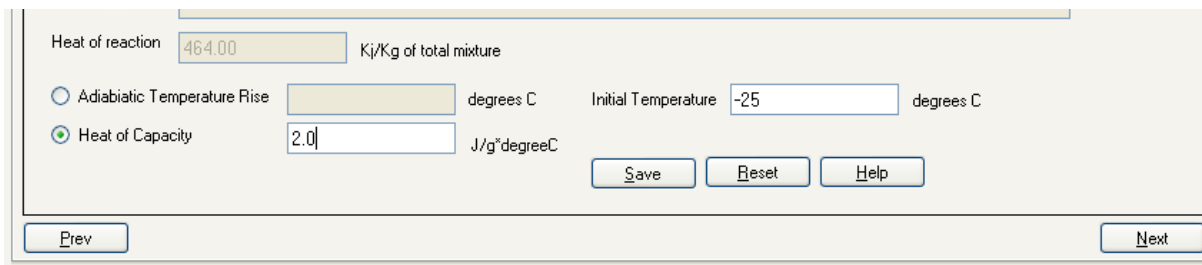 Heat of reaction 464.00 Kj/Kg of total mixture
Adiabiatic Temperature Rise degrees C Initial Temperature -25 degrees C
Heat of Capacity 2.0 J/g*degreeC
Save Reset Help
Prev Next